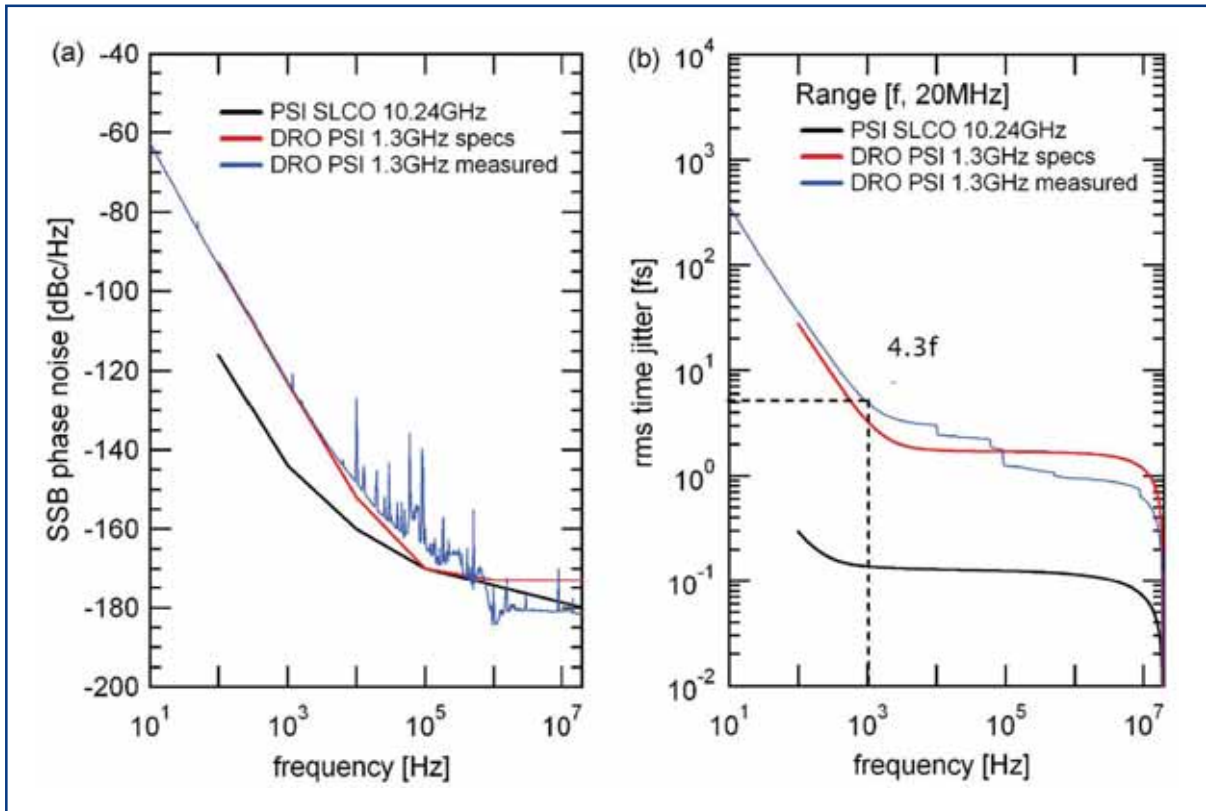 (a)
PSI SLCO 10.24GHz
DRO PSI 1.3GHz specs
DRO PSI 1.3GHz measured
SSB phase noise [dBc/Hz]
-40
-60
-80
-100
-120
-140
-160
-180
-200
10^1
10^3
10^5
10^7
frequency [Hz]
(b)
Range [f, 20MHz]
PSI SLCO 10.24GHz
DRO PSI 1.3GHz specs
DRO PSI 1.3GHz measured
4.3f
rms time jitter [fs]
10^4
10^3
10^2
10^1
10^0
10^-1
10^-2
10^1
10^3
10^5
10^7
frequency [Hz]